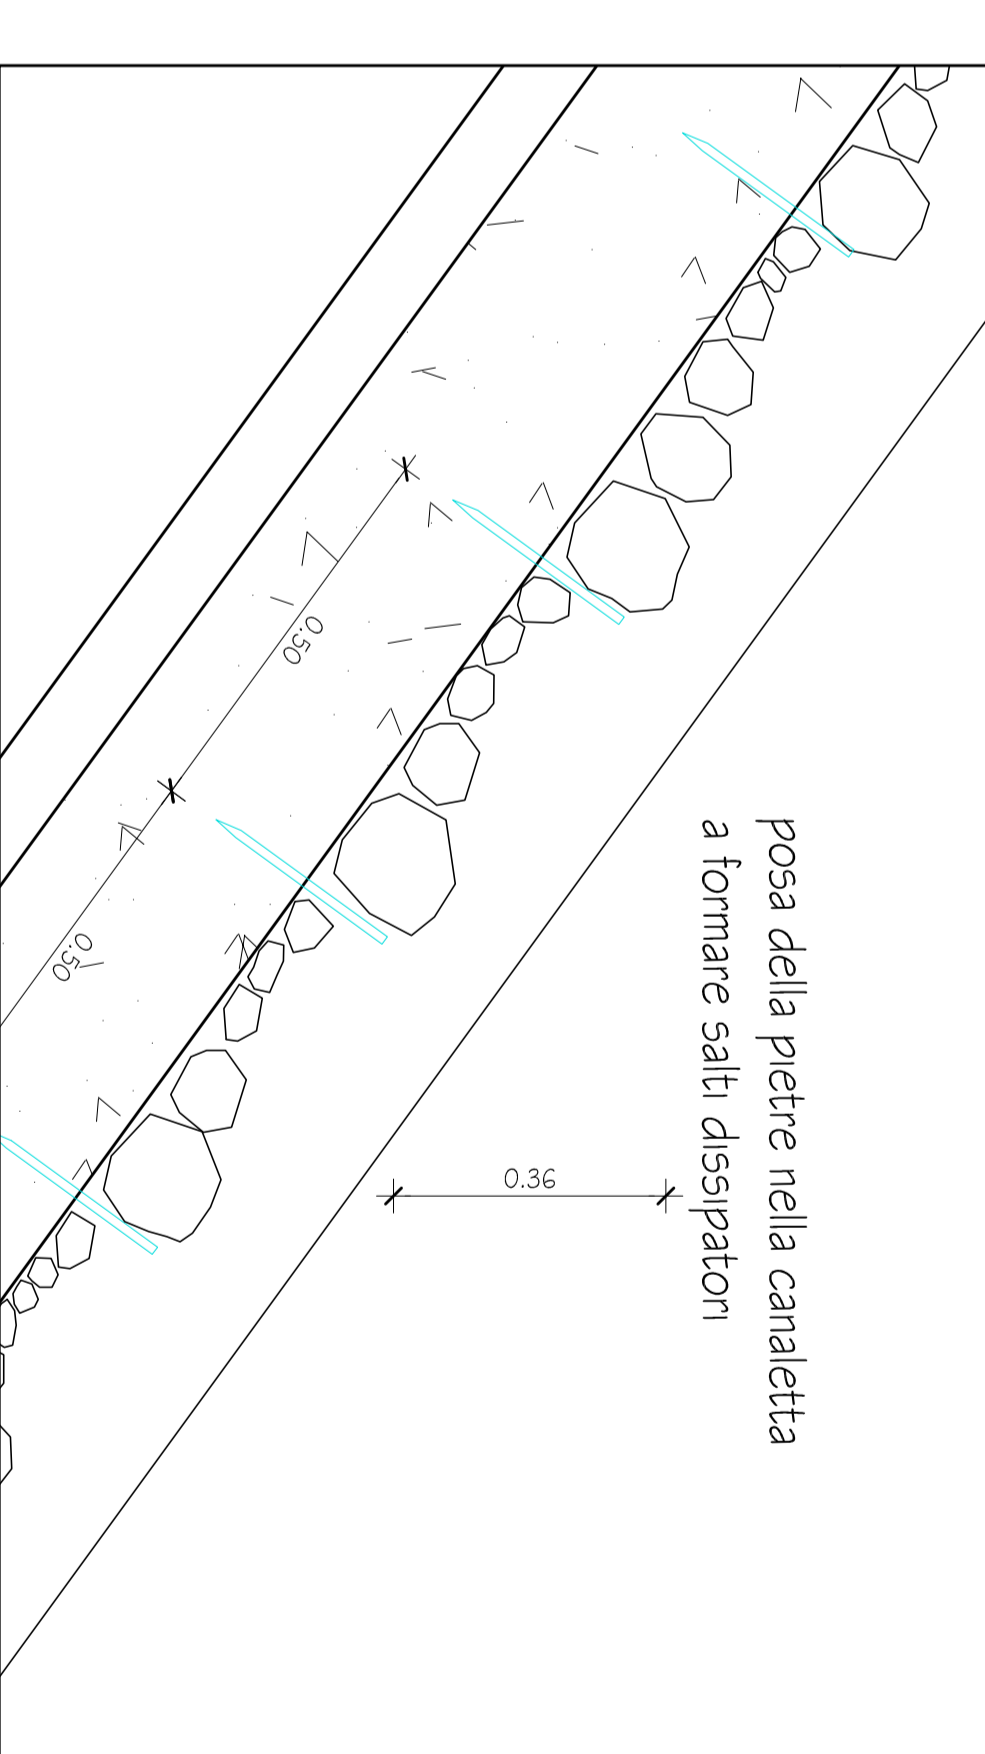 posa della pietre nella canaletta
a formare salti dissipatori
0.50
0.50
0.36